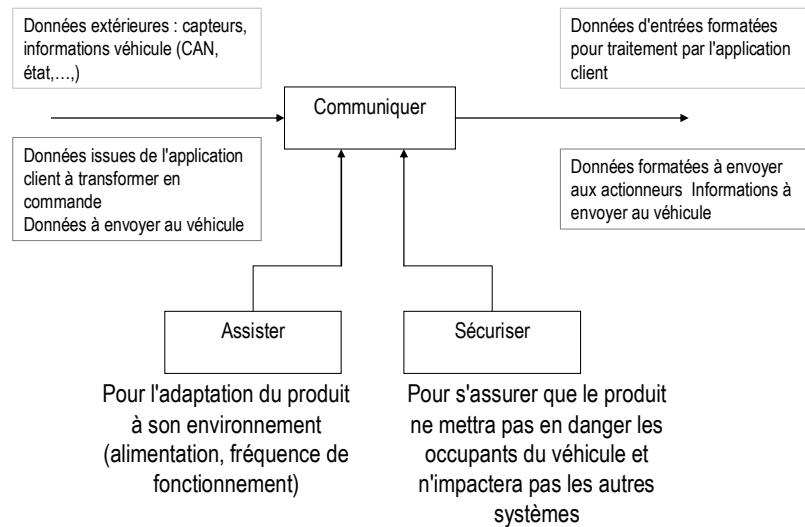 Données extérieures : capteurs,
informations véhicule (CAN,
état,…,)
Données d'entrées formatées
pour traitement par l'application
client
Communiquer
Données issues de l'application
client à transformer en
commande
Données à envoyer au véhicule
Données formatées à envoyer
aux actionneurs  Informations à
envoyer au véhicule
Assister
Sécuriser
Pour l'adaptation du produit
à son environnement
(alimentation, fréquence de
fonctionnement)
Pour s'assurer que le produit
ne mettra pas en danger les
occupants du véhicule et
n'impactera pas les autres
systèmes